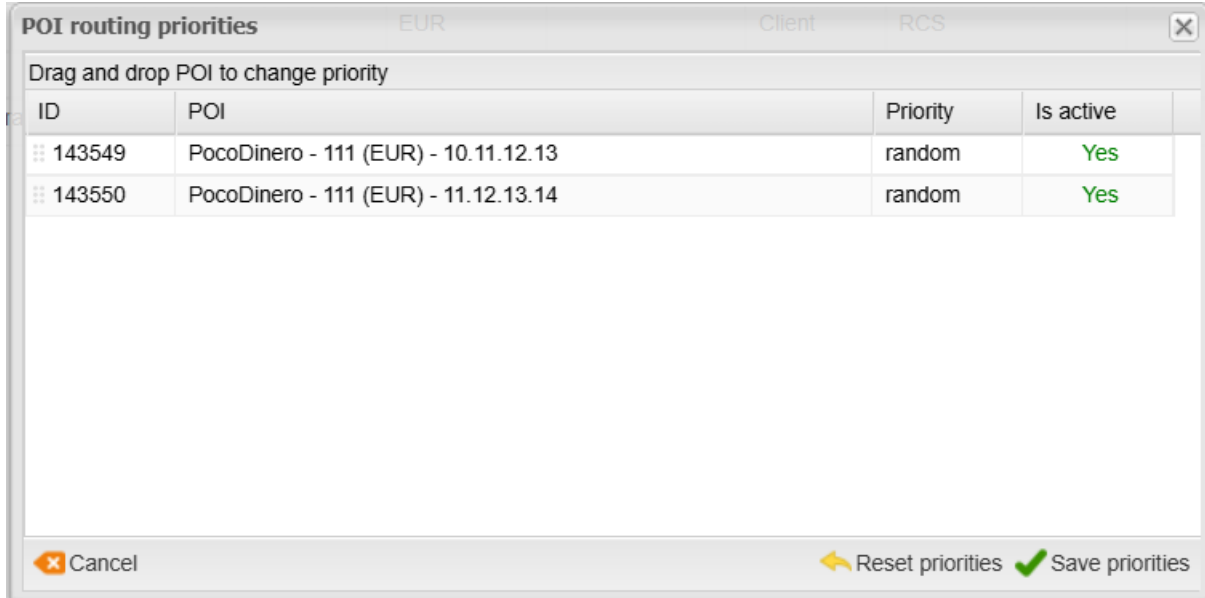 POI routing priorities EUR Client RCS
Drag and drop POI to change priority
ID POI Priority Is active
143549 PocoDinero - 111 (EUR) - 10.11.12.13 random Yes
143550 PocoDinero - 111 (EUR) - 11.12.13.14 random Yes
Cancel Reset priorities Save priorities